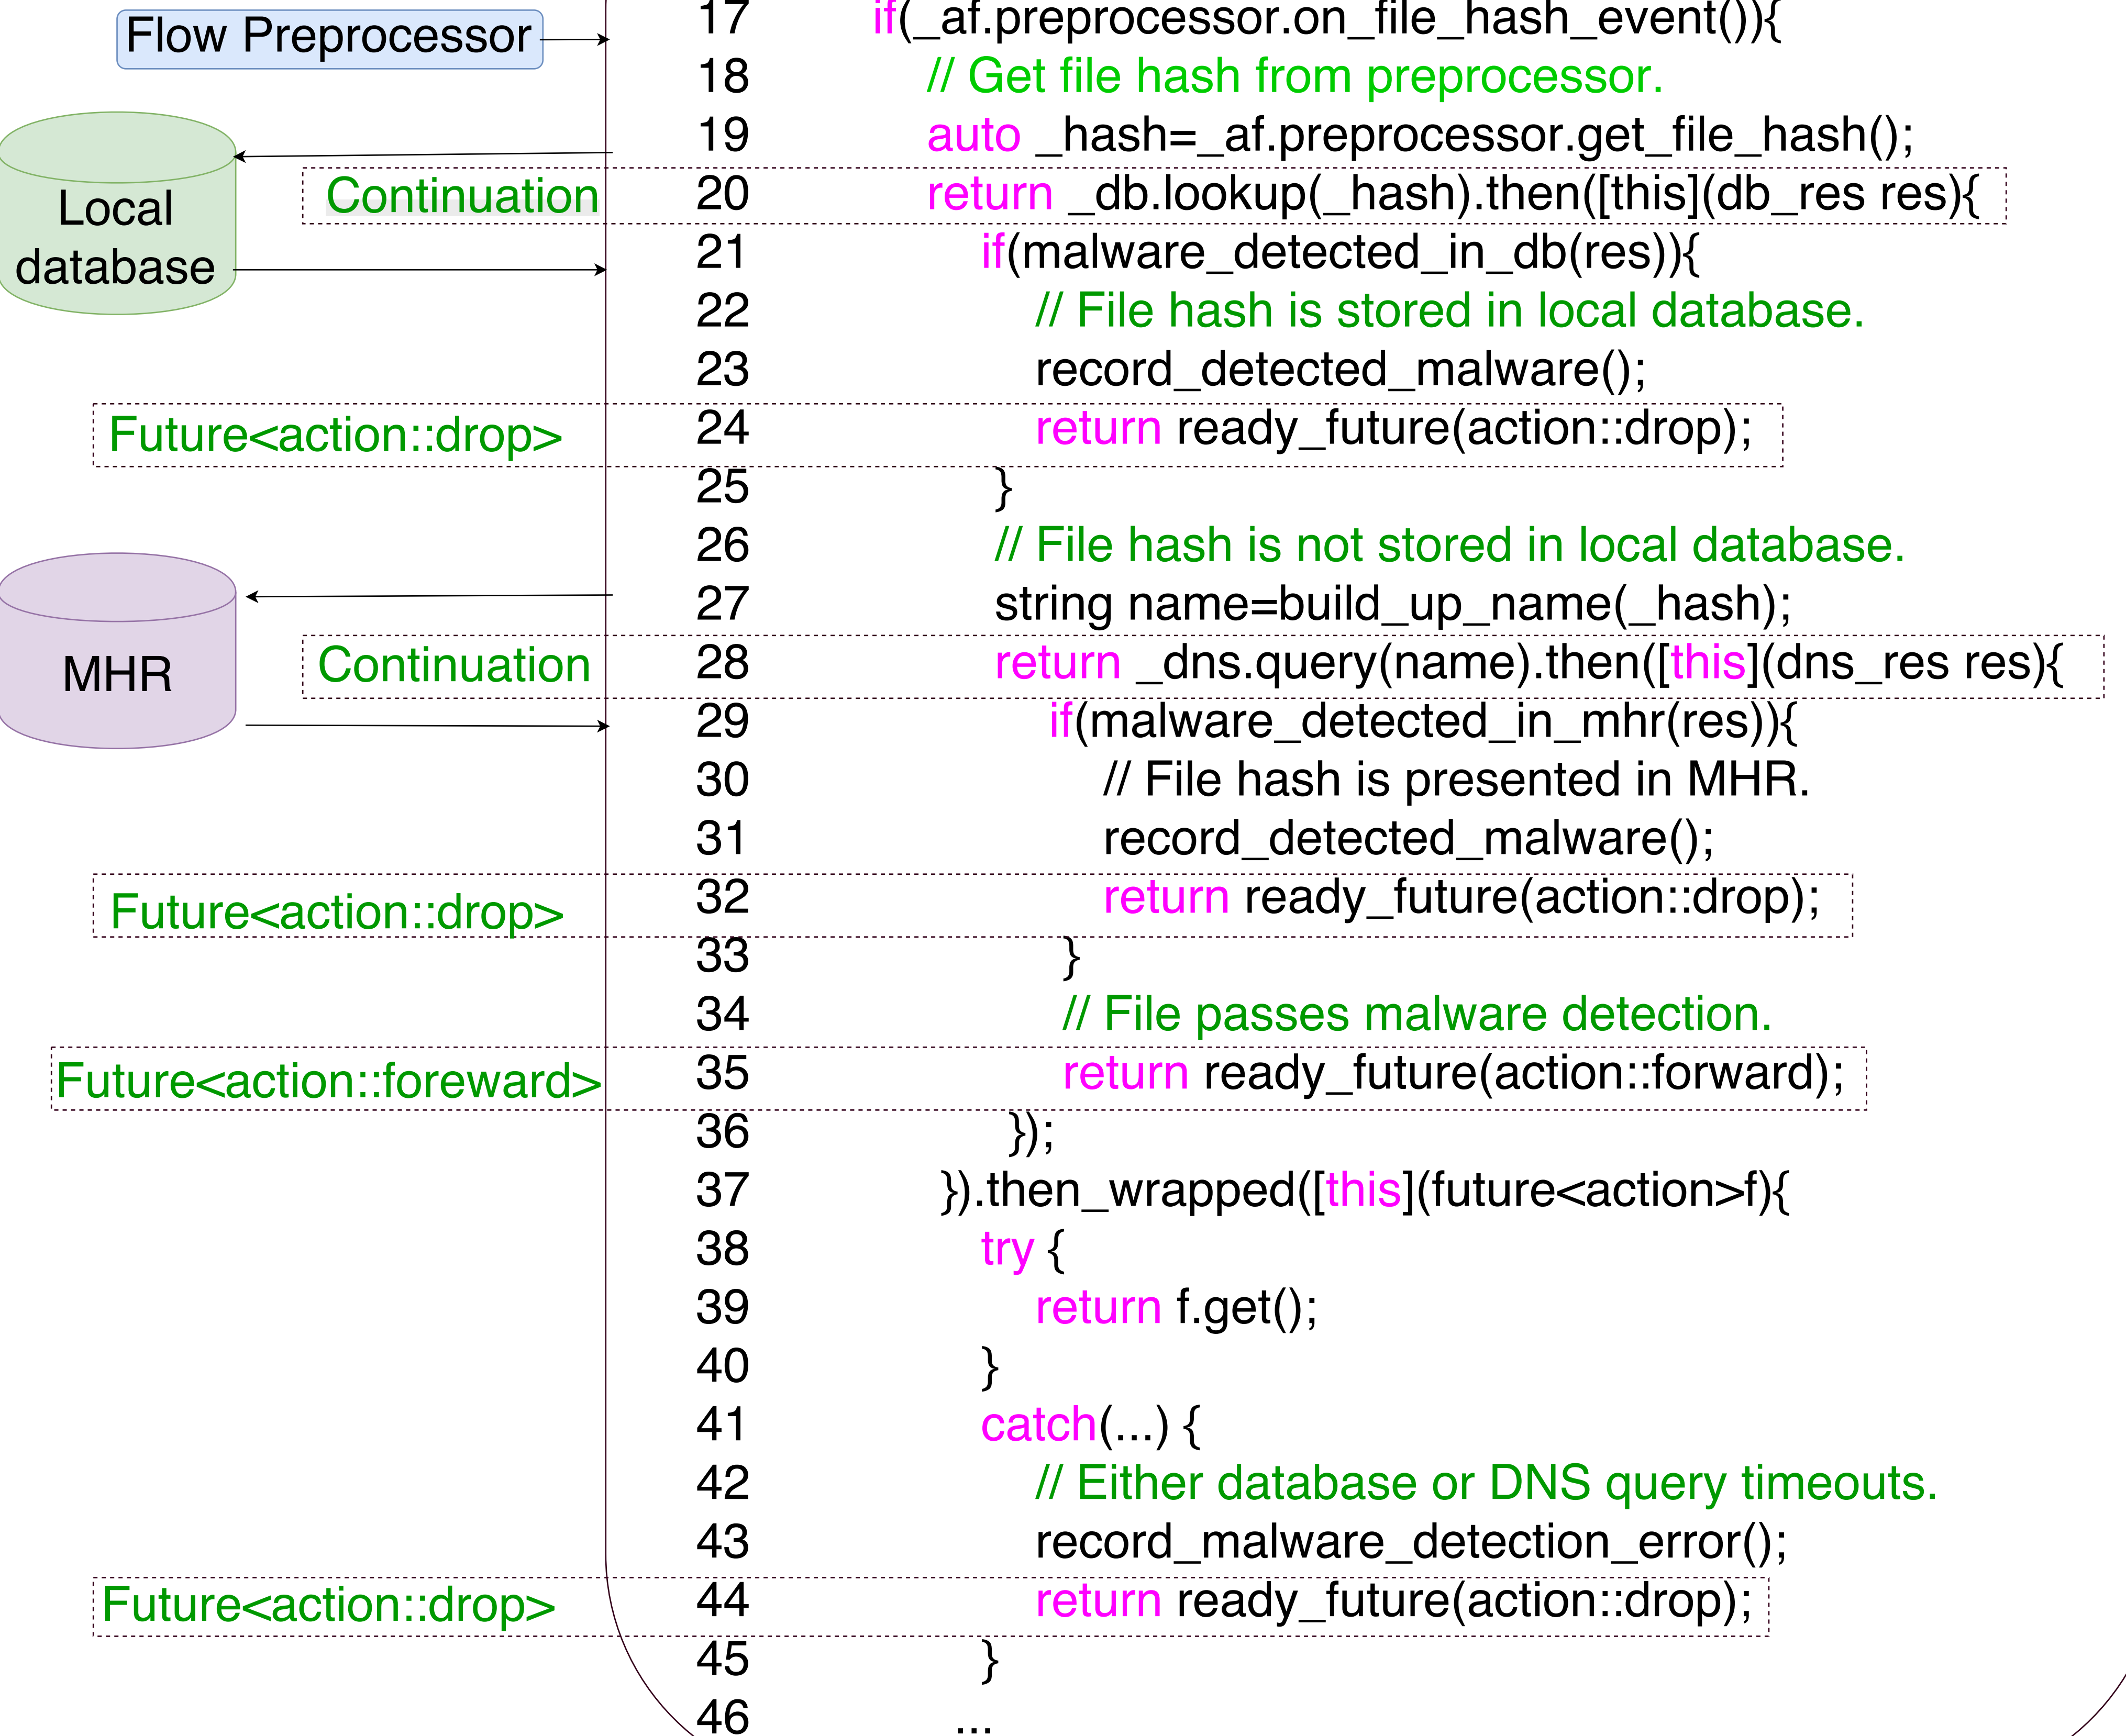 Flow Preprocessor
17 if(_af.preprocessor.on_file_hash_event()){
18 // Get file hash from preprocessor.
19 auto _hash=_af.preprocessor.get_file_hash();
Local
database
Continuation
20 return _db.lookup(_hash).then([this](db_res res){
21 if(malware_detected_in_db(res)){
22 // File hash is stored in local database.
23 record_detected_malware();
Future<action::drop>
24 return ready_future(action::drop);
25 }
26 // File hash is not stored in local database.
27 string name=build_up_name(_hash);
MHR
Continuation
28 return _dns.query(name).then([this](dns_res res){
29 if(malware_detected_in_mhr(res)){
30 // File hash is presented in MHR.
31 record_detected_malware();
Future<action::drop>
32 return ready_future(action::drop);
33 }
34 // File passes malware detection.
Future<action::foreward>
35 return ready_future(action::forward);
36 });
37 }).then_wrapped([this](future<action>f){
38 try {
39 return f.get();
40 }
41 catch(...) {
42 // Either database or DNS query timeouts.
43 record_malware_detection_error();
Future<action::drop>
44 return ready_future(action::drop);
45 }
46 ...